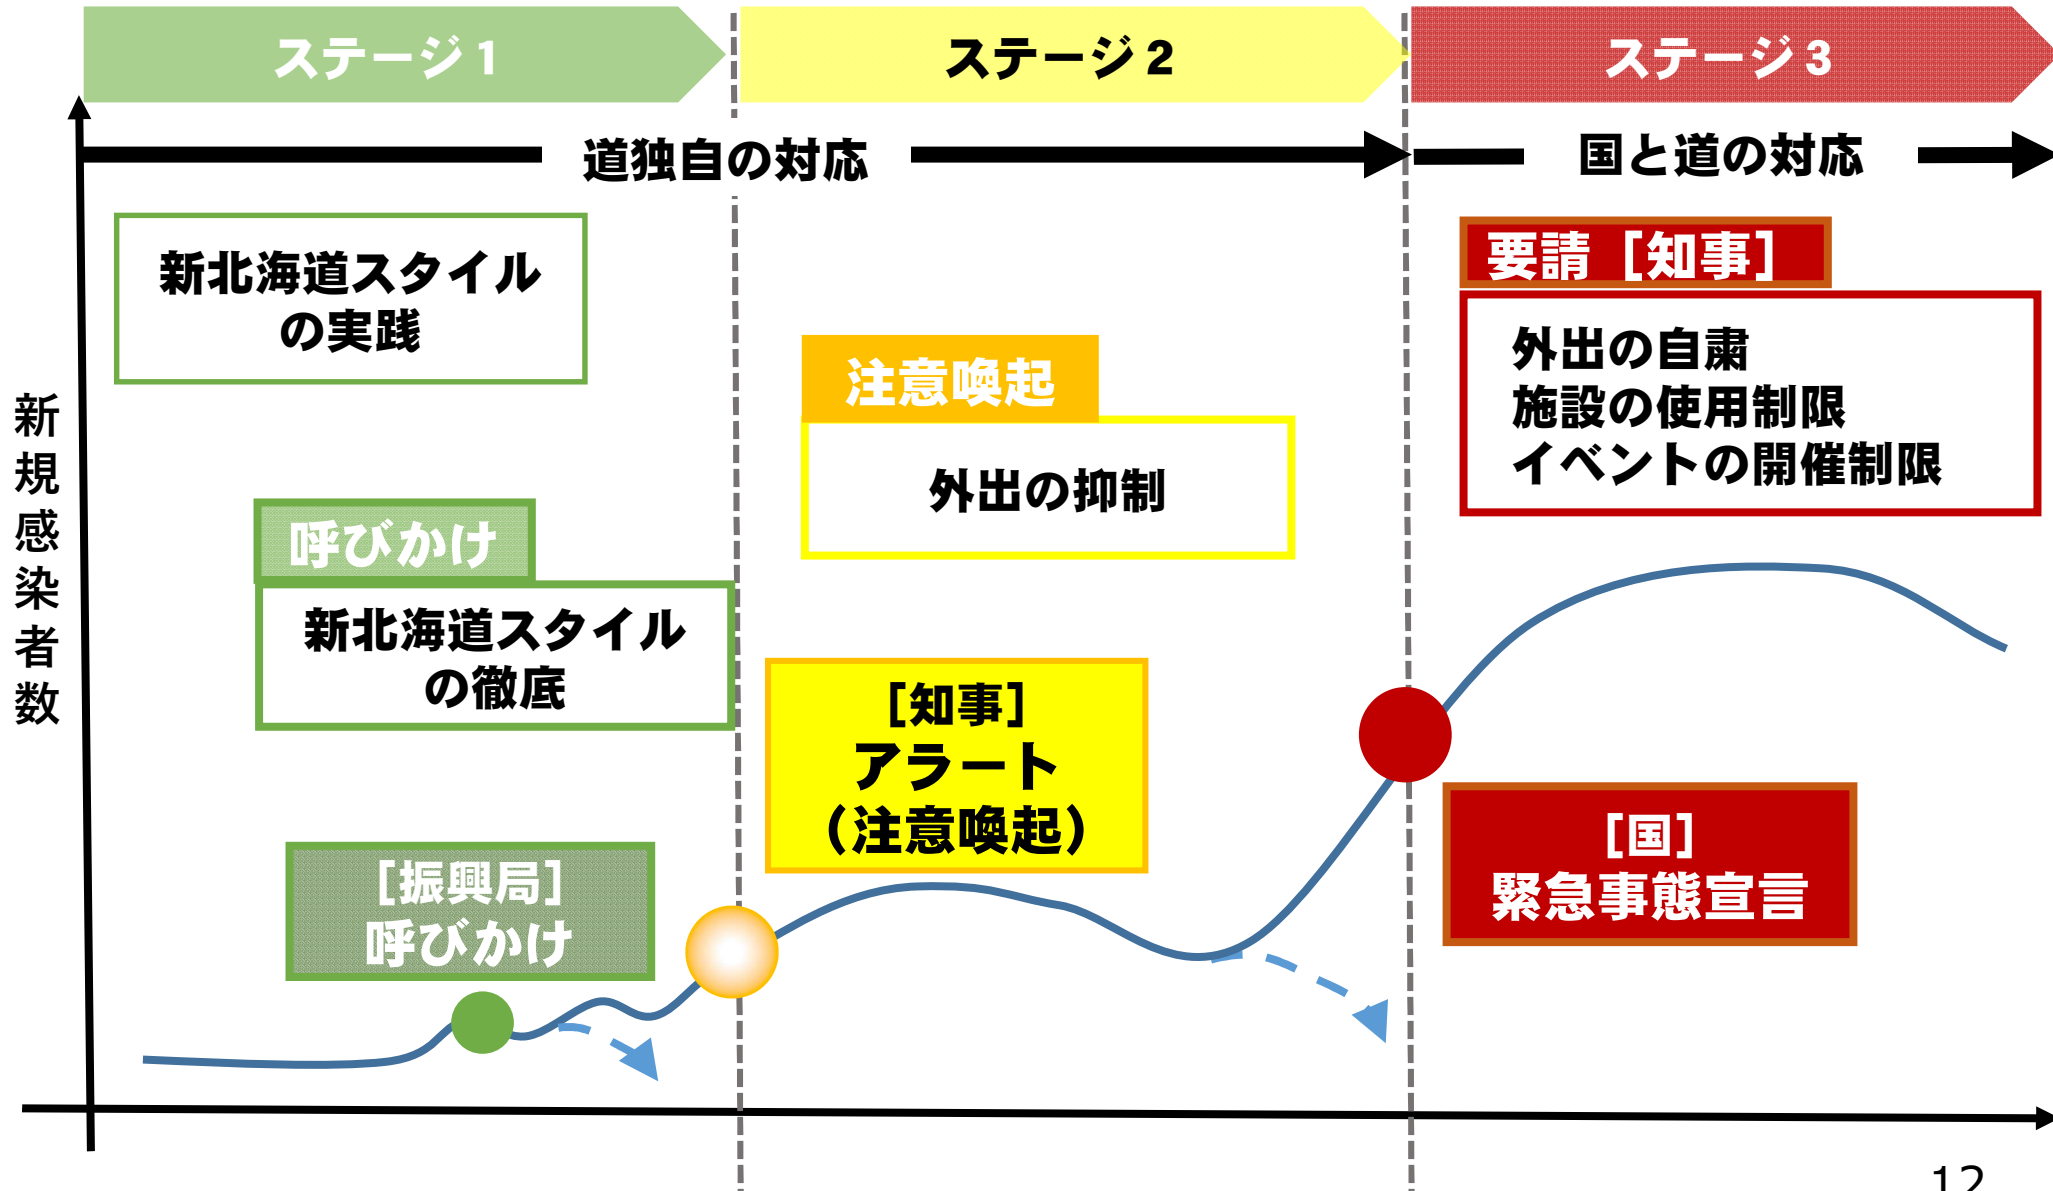 ステージ1
ステージ2
ステージ3
道独自の対応
国と道の対応
新北海道スタイル
の実践
要請［知事］
外出の自粛
施設の使用制限
イベントの開催制限
注意喚起
外出の抑制
新規感染者数
呼びかけ
新北海道スタイル
の徹底
［知事］
アラート
（注意喚起）
［国］
緊急事態宣言
［振興局］
呼びかけ
12